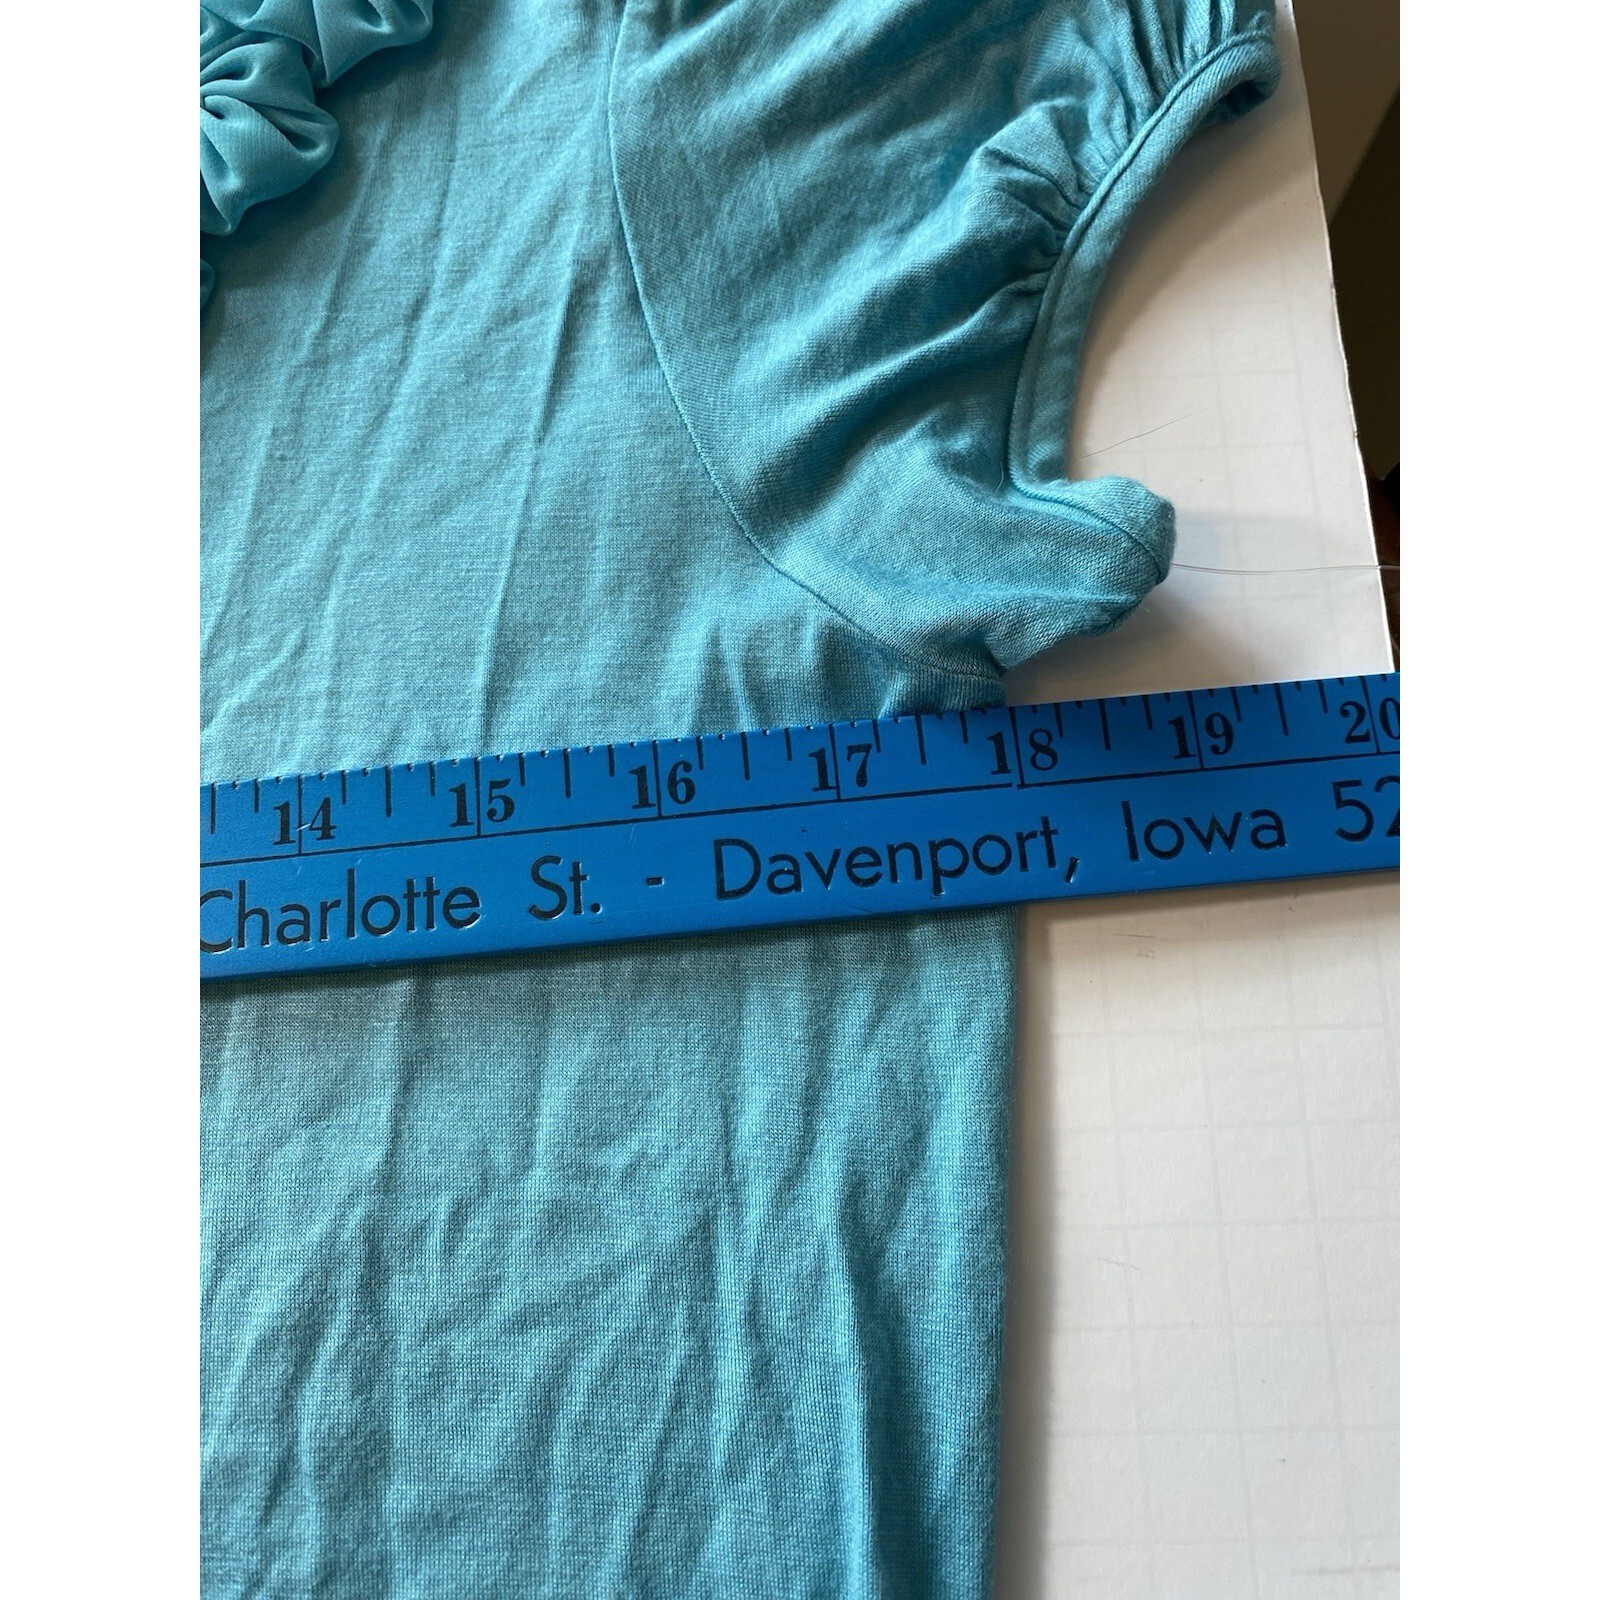 14 15 16 17 18 19 20
Charlotte St. - Davenport, Iowa 52